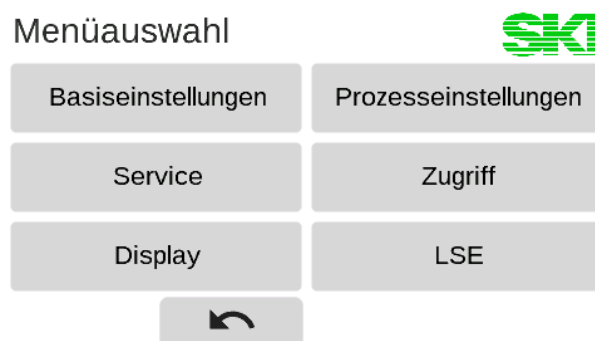 Menüauswahl
SKI
Basiseinstellungen
Prozesseinstellungen
Service
Zugriff
Display
LSE